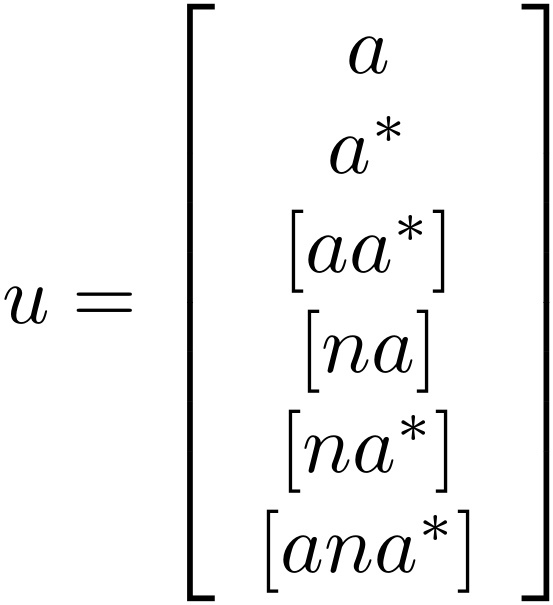 a
a*
[aa*]
u = [na]
[na*]
[ana*]